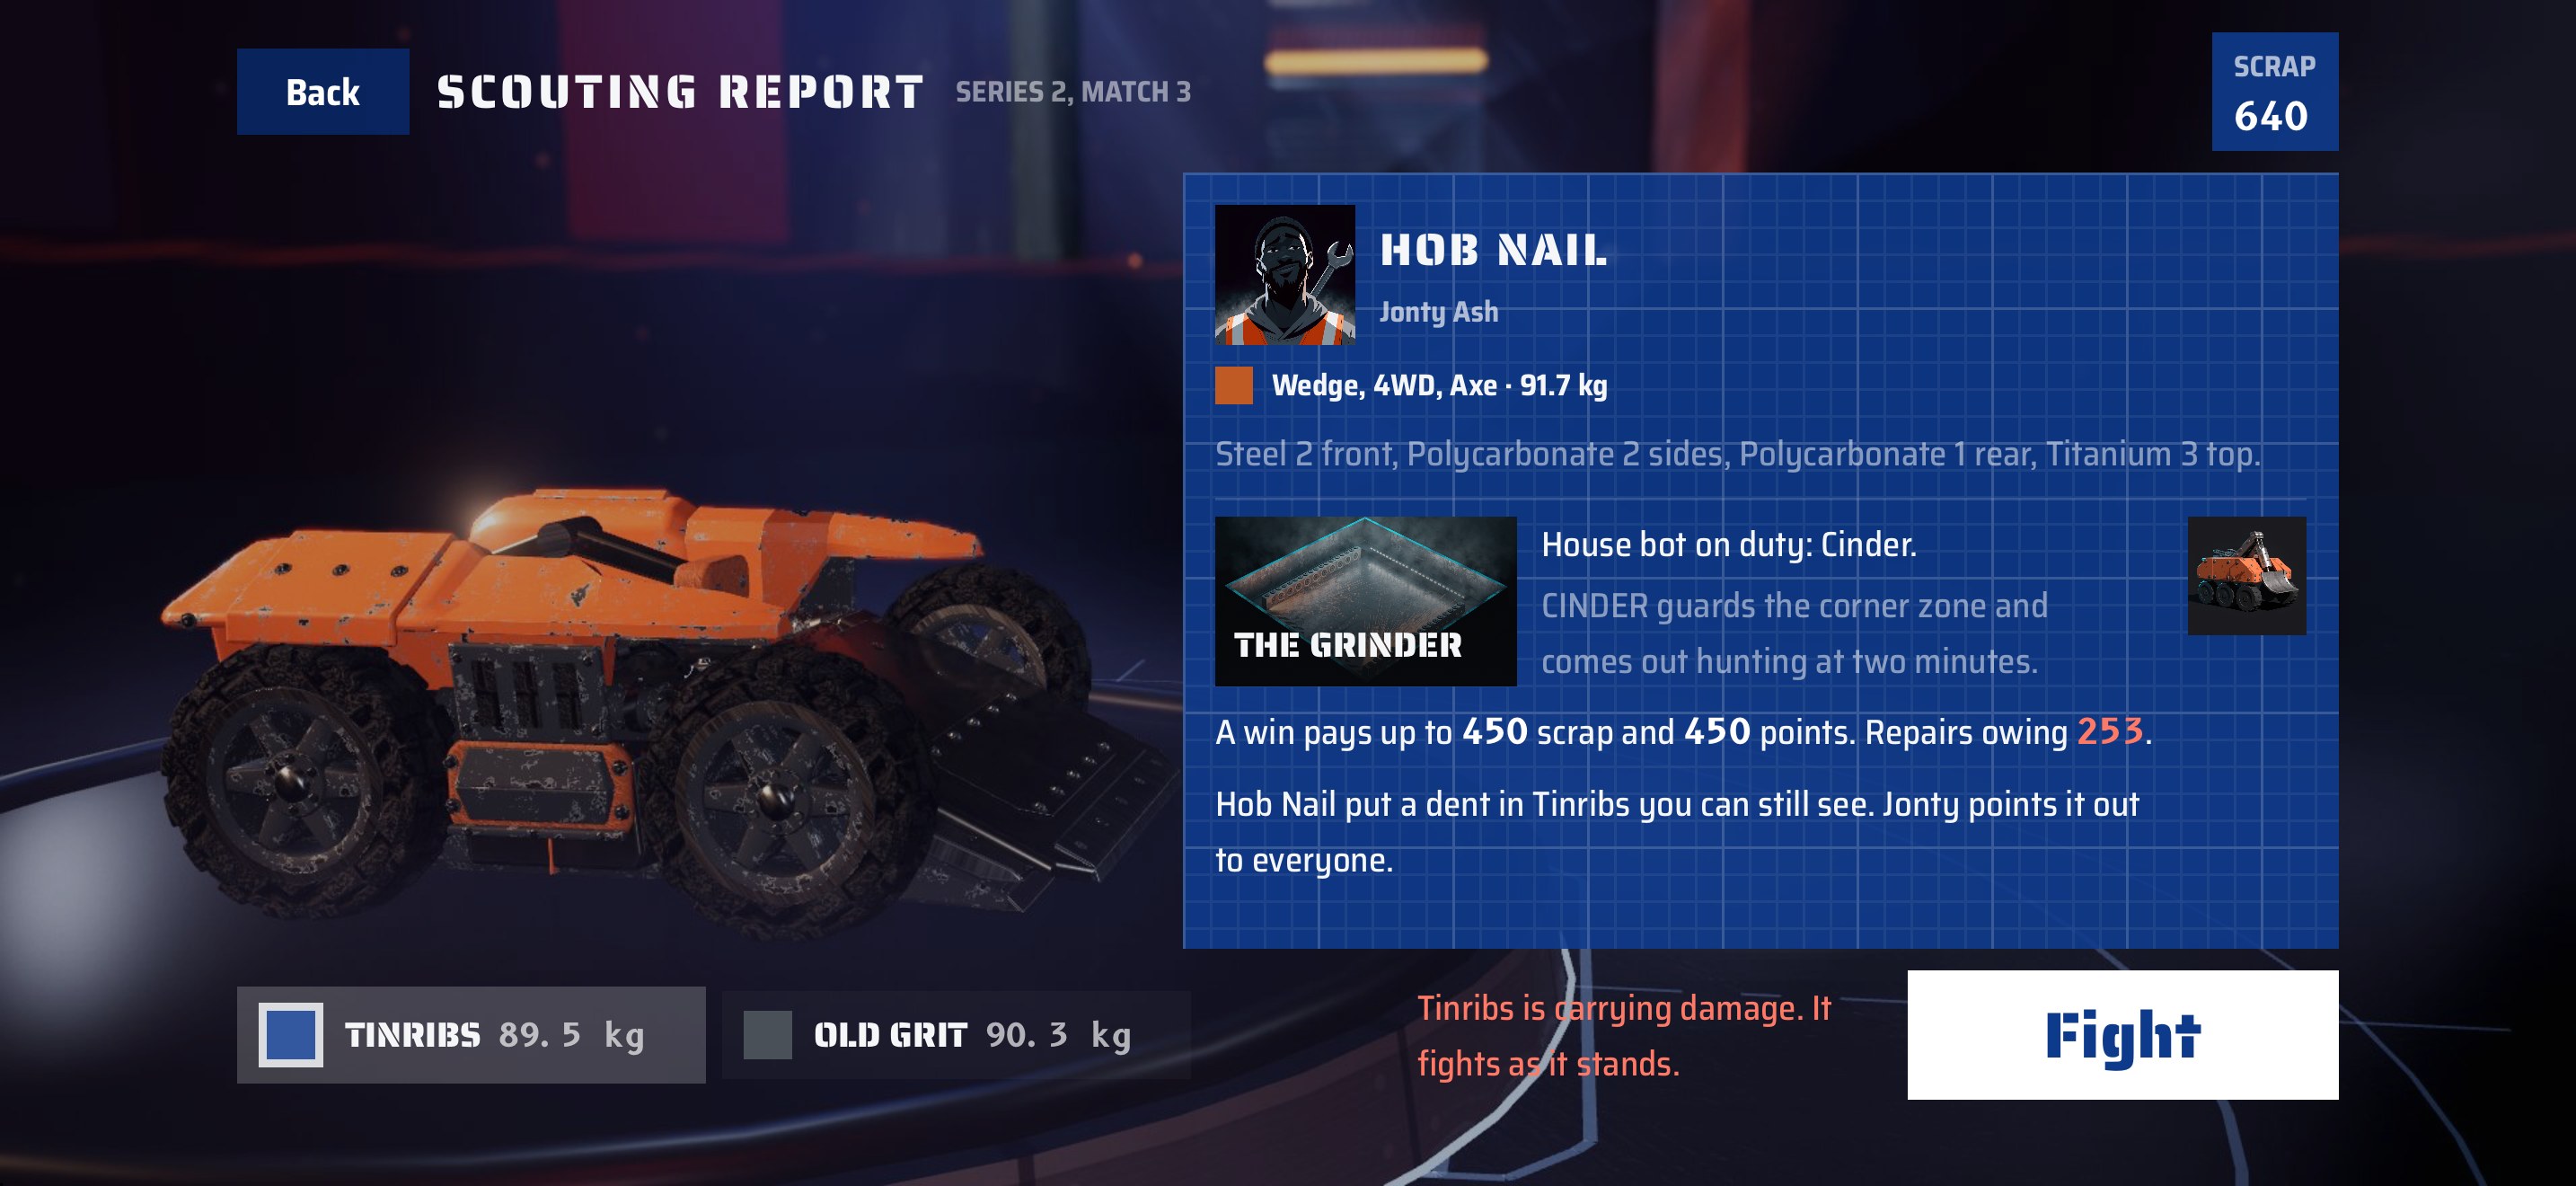 Back
SCOUTING REPORT
SERIES 2, MATCH 3
SCRAP
640
HOB NAIL
Jonty Ash
Wedge, 4WD, Axe · 91.7 kg
Steel 2 front, Polycarbonate 2 sides, Polycarbonate 1 rear, Titanium 3 top.
THE GRINDER
House bot on duty: Cinder.
CINDER guards the corner zone and
comes out hunting at two minutes.
A win pays up to 450 scrap and 450 points. Repairs owing 253.
Hob Nail put a dent in Tinribs you can still see. Jonty points it out
to everyone.
TINRIBS 89.5 kg
OLD GRIT 90.3 kg
Tinribs is carrying damage. It
fights as it stands.
Fight